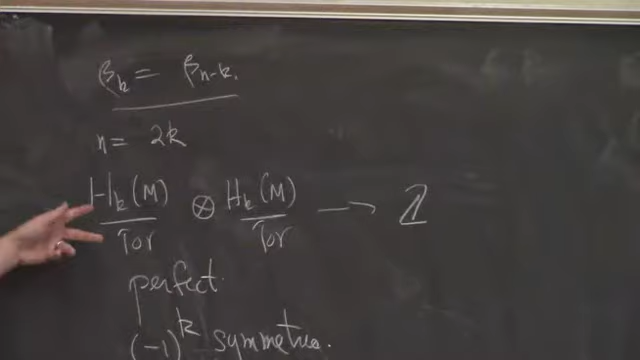 βₖ = βₙ₋ₖ.
n = 2k
Hₖ(M)/Tor ⊗ Hₖ(M)/Tor → ℤ
perfect.
(-1)ᵏ symmetric.